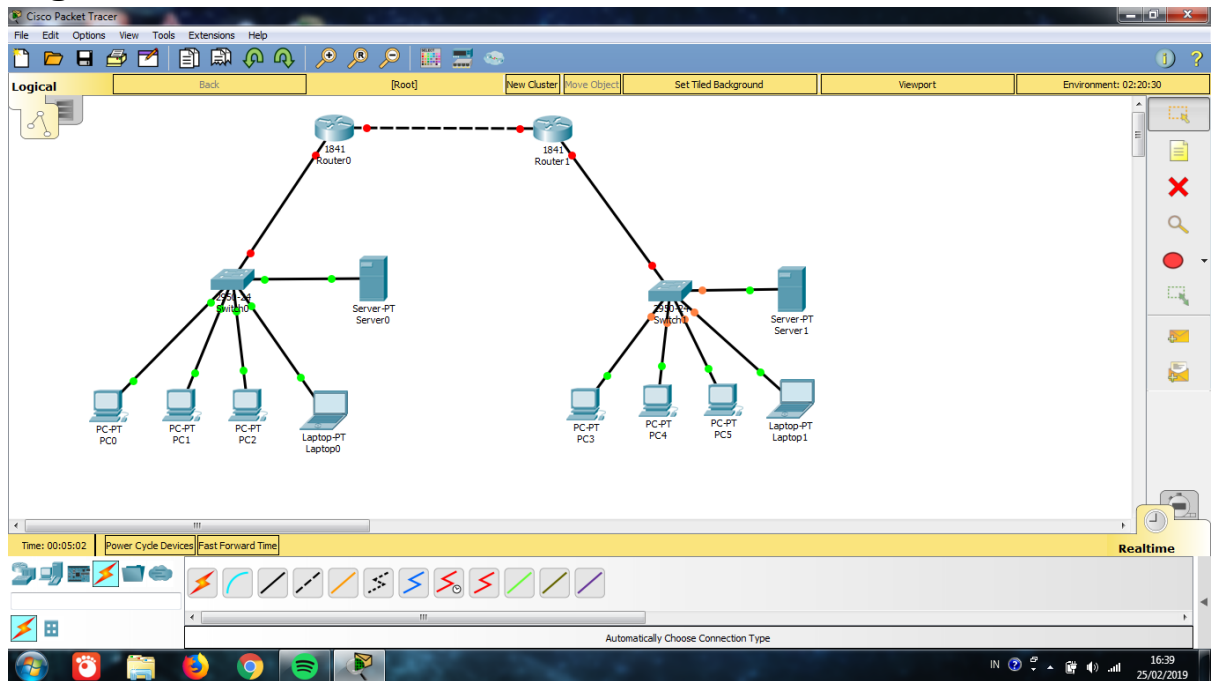 Cisco Packet Tracer
File Edit Options View Tools Extensions Help
Logical
Back
[Root]
New Cluster
Move Object
Set Tiled Background
Viewport
Environment: 02:20:30
1841
Router0
1841
Router1
2950-24
Switch0
Server-PT
Server0
Switch1
Server-PT
Server1
PC-PT
PC0
PC-PT
PC1
PC-PT
PC2
Laptop-PT
Laptop0
PC-PT
PC3
PC-PT
PC4
PC-PT
PC5
Laptop-PT
Laptop1
Time: 00:05:02
Power Cycle Devices
Fast Forward Time
Realtime
Automatically Choose Connection Type
IN
16:39
25/02/2019